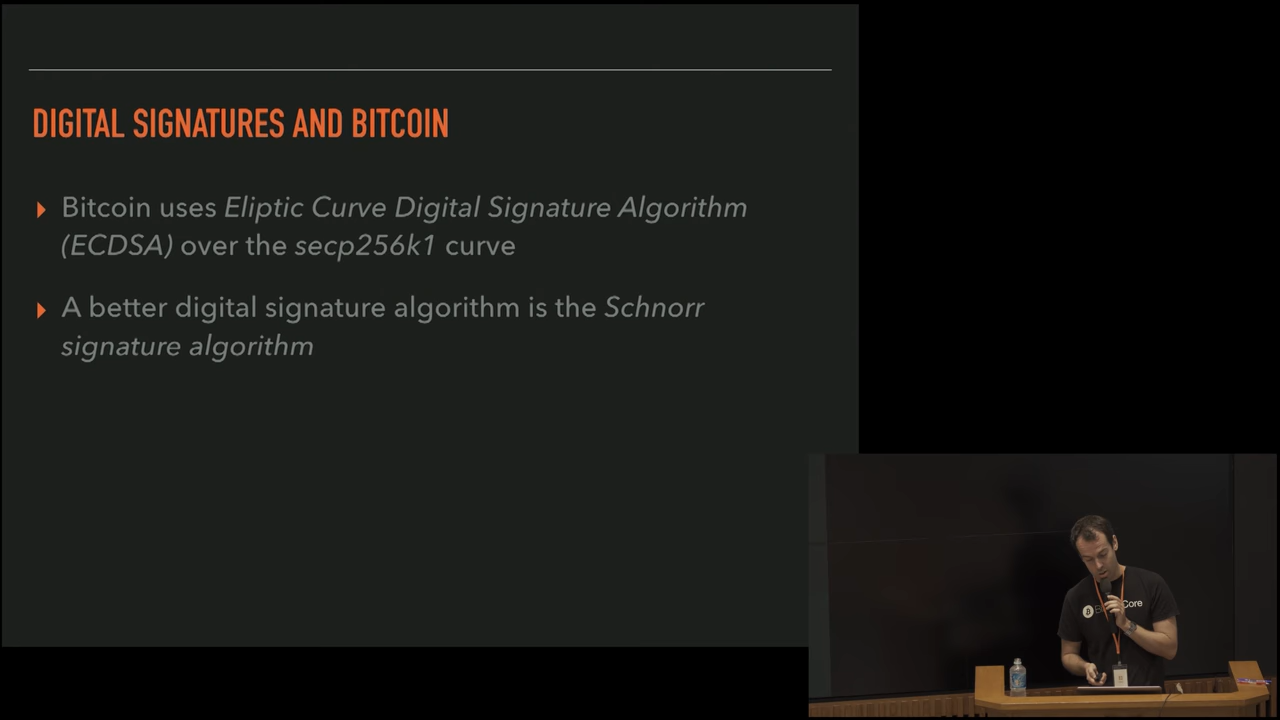 DIGITAL SIGNATURES AND BITCOIN
Bitcoin uses Eliptic Curve Digital Signature Algorithm
(ECDSA) over the secp256k1 curve
A better digital signature algorithm is the Schnorr
signature algorithm
Core